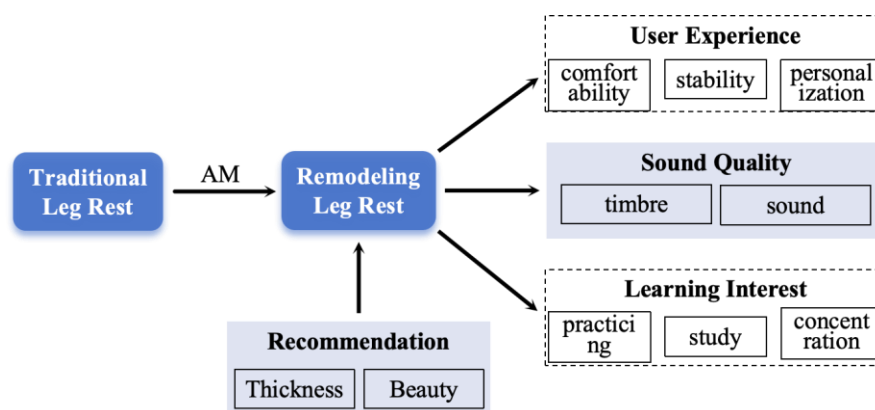 User Experience
comfort
ability
stability
personal
ization
Traditional
Leg Rest
AM
Remodeling
Leg Rest
Sound Quality
timbre
sound
Learning Interest
practici
ng
study
concent
ration
Recommendation
Thickness
Beauty